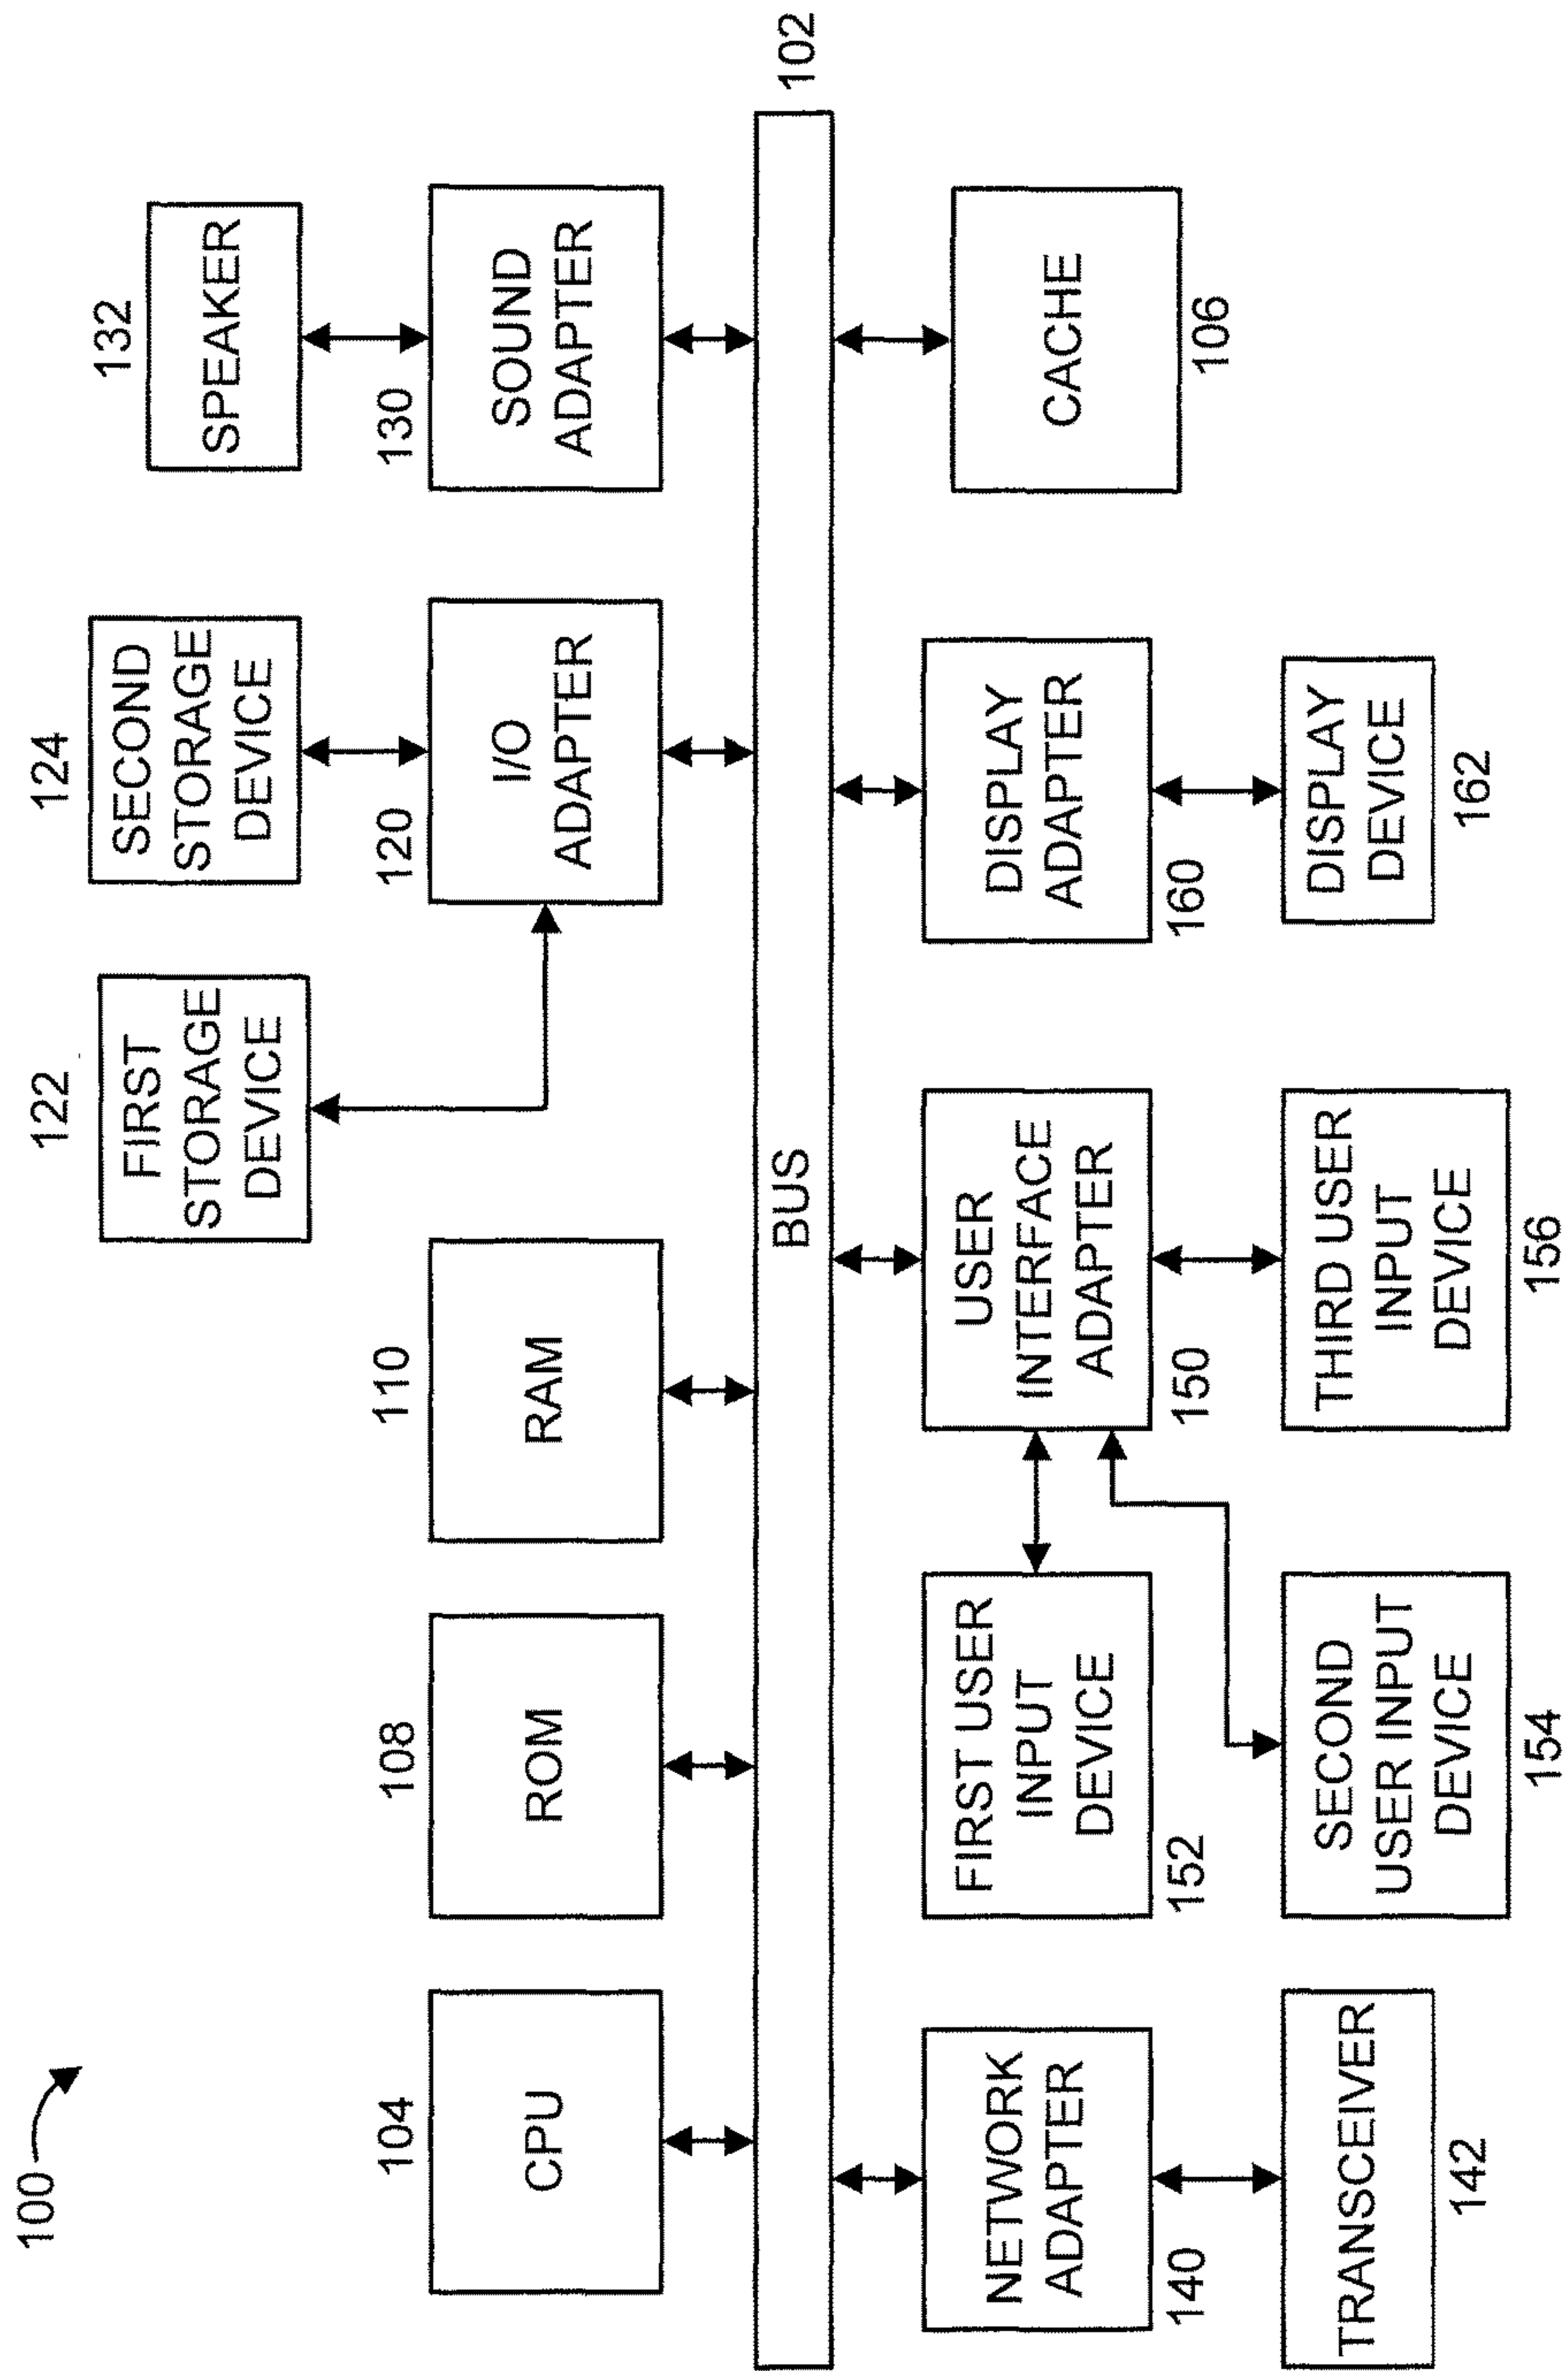 100
104
CPU
108
ROM
110
RAM
122
FIRST
STORAGE
DEVICE
124
SECOND
STORAGE
DEVICE
120
I/O
ADAPTER
132
SPEAKER
130
SOUND
ADAPTER
BUS
102
NETWORK
ADAPTER
140
TRANSCEIVER
142
FIRST USER
INPUT
DEVICE
152
SECOND
USER INPUT
DEVICE
154
USER
INTERFACE
ADAPTER
150
THIRD USER
INPUT
DEVICE
156
DISPLAY
ADAPTER
160
DISPLAY
DEVICE
162
CACHE
106